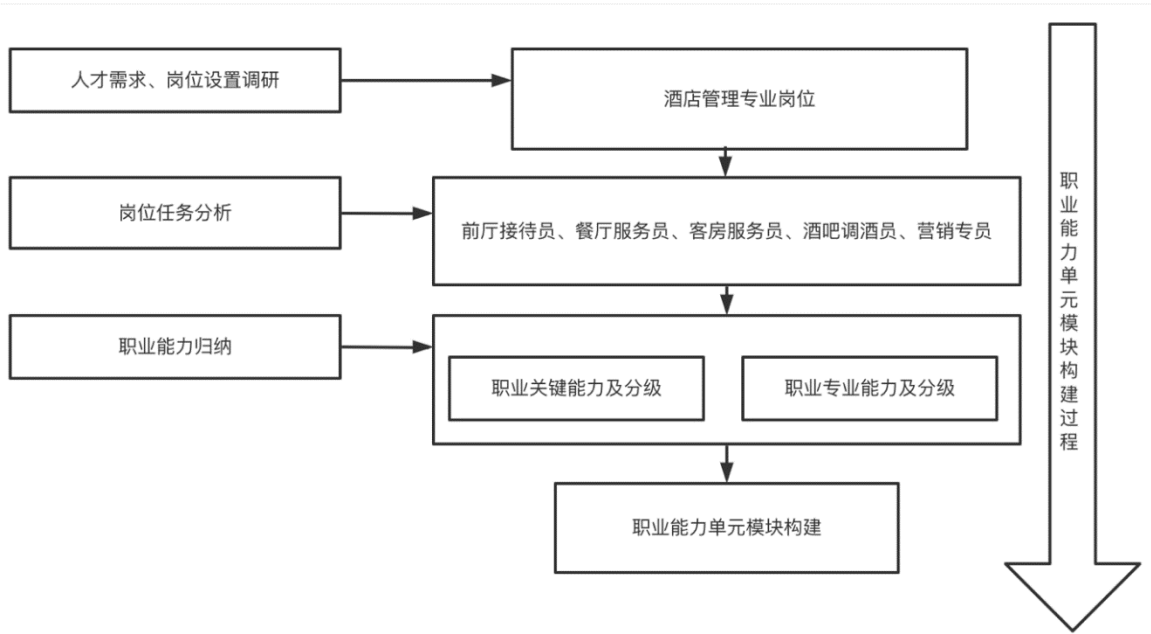 人才需求、岗位设置调研
酒店管理专业岗位
岗位任务分析
前厅接待员、餐厅服务员、客房服务员、酒吧调酒员、营销专员
职业能力归纳
职业关键能力及分级
职业专业能力及分级
职业能力单元模块构建
职业能力单元模块构建过程